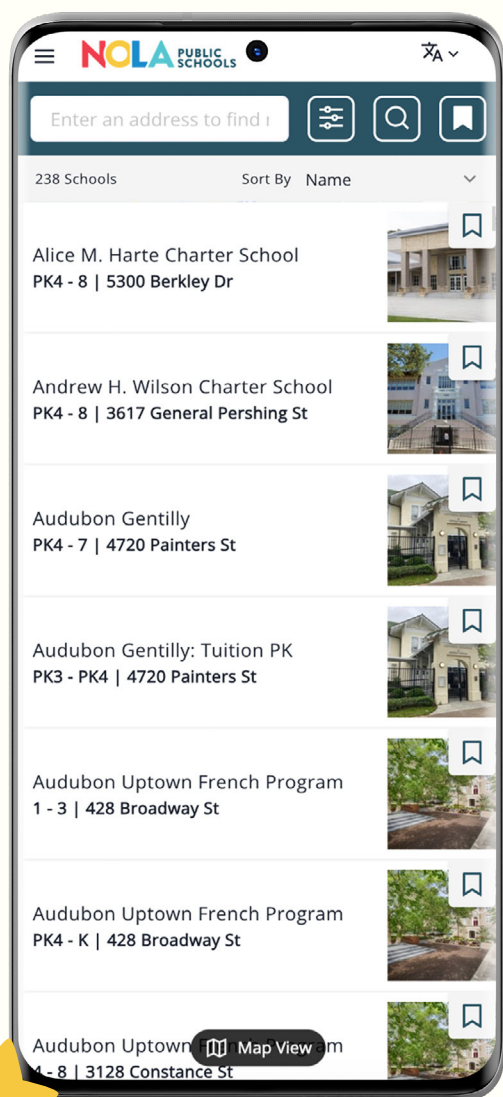 NOLA PUBLIC SCHOOLS
Enter an address to find
238 Schools Sort By Name
Alice M. Harte Charter School
PK4 - 8 | 5300 Berkley Dr
Andrew H. Wilson Charter School
PK4 - 8 | 3617 General Pershing St
Audubon Gentilly
PK4 - 7 | 4720 Painters St
Audubon Gentilly: Tuition PK
PK3 - PK4 | 4720 Painters St
Audubon Uptown French Program
1 - 3 | 428 Broadway St
Audubon Uptown French Program
PK4 - K | 428 Broadway St
Audubon Uptown
Map View
- 8 | 3128 Constance St